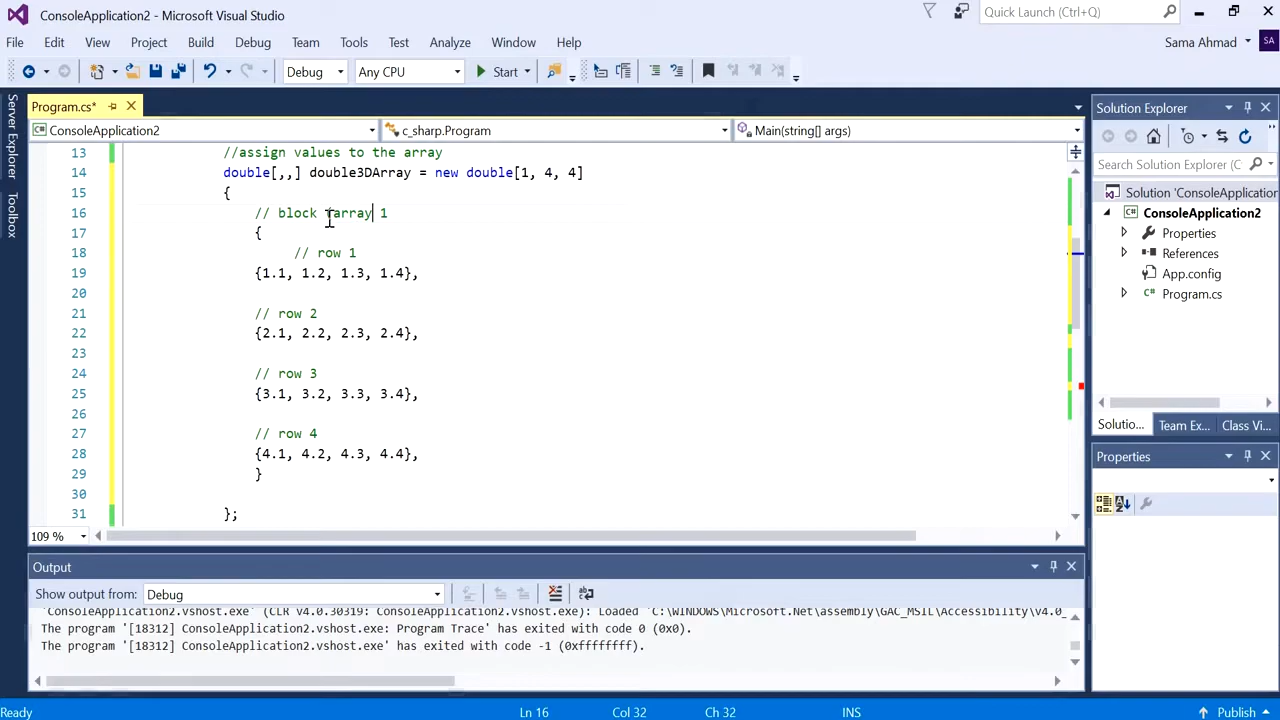 ConsoleApplication2 - Microsoft Visual Studio
Quick Launch (Ctrl+Q)
File Edit View Project Build Debug Team Tools Test Analyze Window Help
Sama Ahmad
SA
Debug Any CPU Start
Server Explorer
Toolbox
Program.cs*
ConsoleApplication2 c_sharp.Program Main(string[] args)
13 //assign values to the array
14 double[,,] double3DArray = new double[1, 4, 4]
15 {
16 // block array 1
17 {
18 // row 1
19 {1.1, 1.2, 1.3, 1.4},
20
21 // row 2
22 {2.1, 2.2, 2.3, 2.4},
23
24 // row 3
25 {3.1, 3.2, 3.3, 3.4},
26
27 // row 4
28 {4.1, 4.2, 4.3, 4.4},
29 }
30
31 };
109 %
Solution Explorer
Search Solution Explorer (C
Solution 'ConsoleApplication
ConsoleApplication2
Properties
References
App.config
Program.cs
Solutio... Team Ex... Class Vi...
Properties
Output
Show output from: Debug
'ConsoleApplication2.vshost.exe' (CLR v4.0.30319: ConsoleApplication2.vshost.exe): Loaded 'C:\WINDOWS\Microsoft.Net\assembly\GAC_MSIL\Accessibility\v4.0_
The program '[18312] ConsoleApplication2.vshost.exe: Program Trace' has exited with code 0 (0x0).
The program '[18312] ConsoleApplication2.vshost.exe' has exited with code -1 (0xffffffff).
Ready Ln 16 Col 32 Ch 32 INS Publish